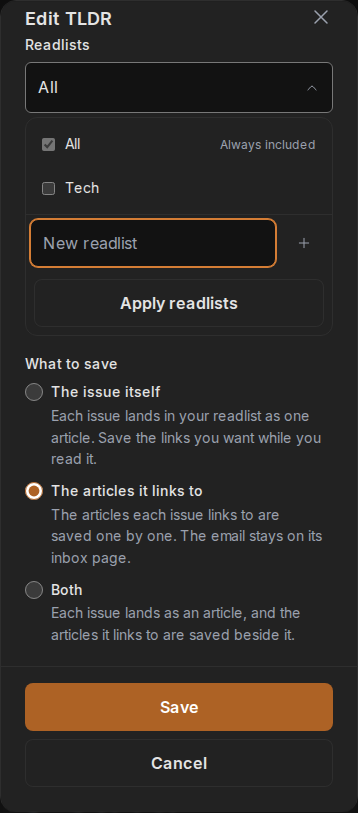 Edit TLDR
Readlists
All
All
Always included
Tech
New readlist
Apply readlists
What to save
The issue itself
Each issue lands in your readlist as one
article. Save the links you want while you
read it.
The articles it links to
The articles each issue links to are
saved one by one. The email stays on its
inbox page.
Both
Each issue lands as an article, and the
articles it links to are saved beside it.
Save
Cancel